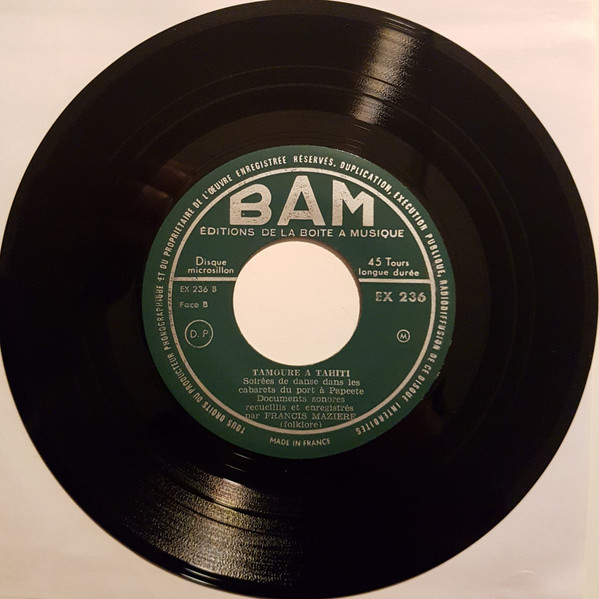 TOUS DROITS DU PRODUCTEUR PHONOGRAPHIQUE ET DU PROPRIETAIRE DE L'ŒUVRE ENREGISTREE RÉSERVÉS. DUPLICATION, EXECUTION PUBLIQUE, RADIODIFFUSION DE CE DISQUE INTERDITES
BAM
ÉDITIONS DE LA BOITE A MUSIQUE
Disque
microsillon
45 Tours
longue durée
EX 236 B
Face B
EX 236
D.P
M
TAMOURE A TAHITI
Soirées de danse dans les
cabarets du port à Papeete
Documents sonores
recueillis et enregistrés
par FRANCIS MAZIERE
(folklore)
MADE IN FRANCE